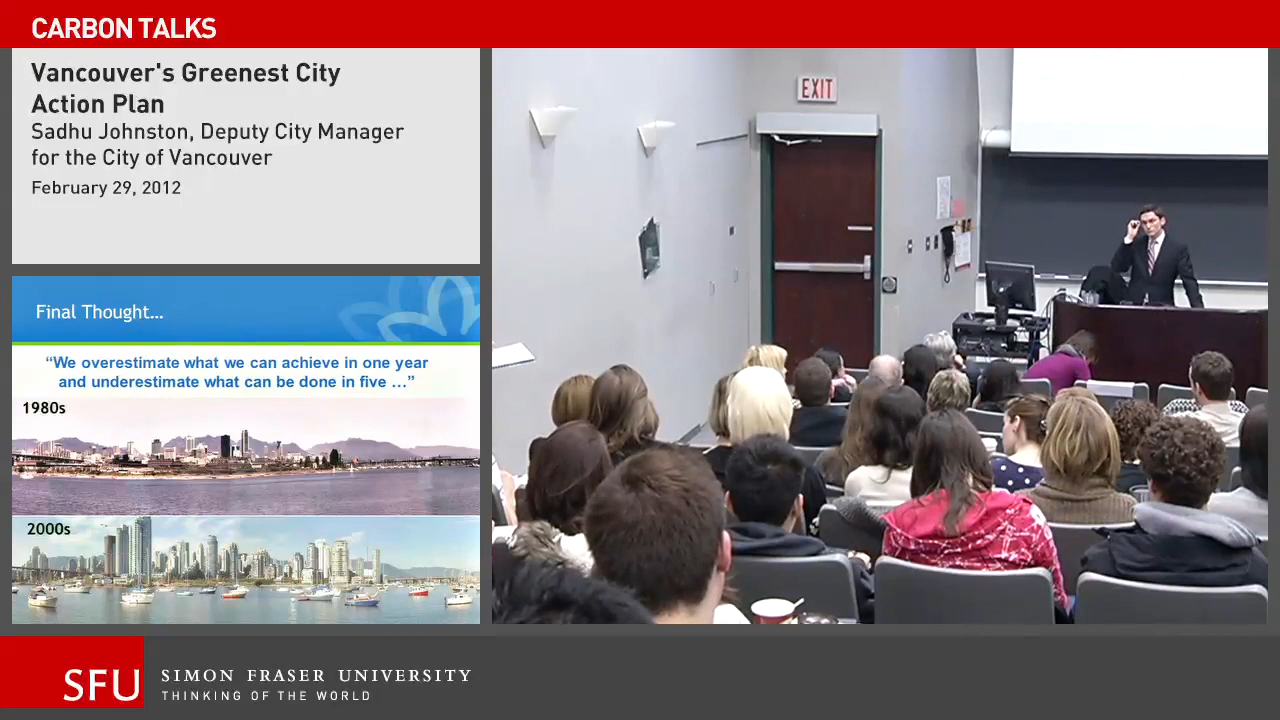 CARBON TALKS
Vancouver's Greenest City
Action Plan
Sadhu Johnston, Deputy City Manager
for the City of Vancouver
February 29, 2012
Final Thought...
“We overestimate what we can achieve in one year
and underestimate what can be done in five ...”
1980s
2000s
EXIT
SFU
SIMON FRASER UNIVERSITY
THINKING OF THE WORLD